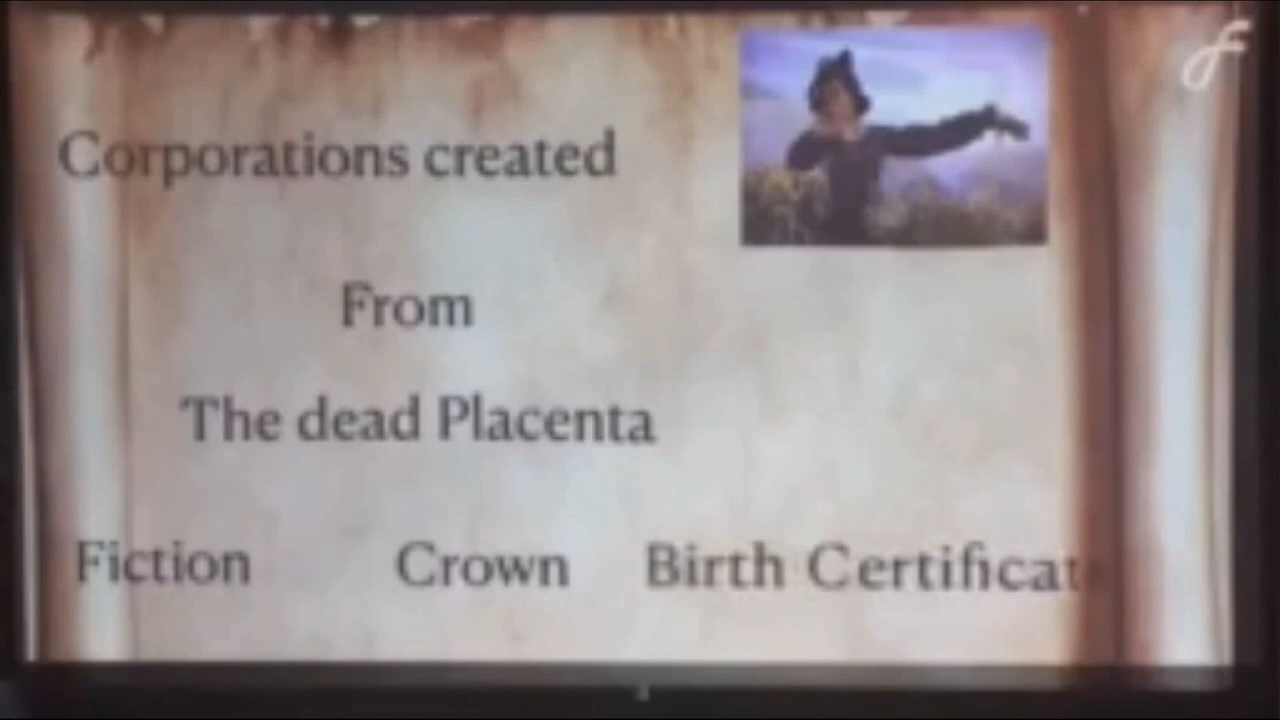 Corporations created
From
The dead Placenta
Fiction Crown Birth Certificat